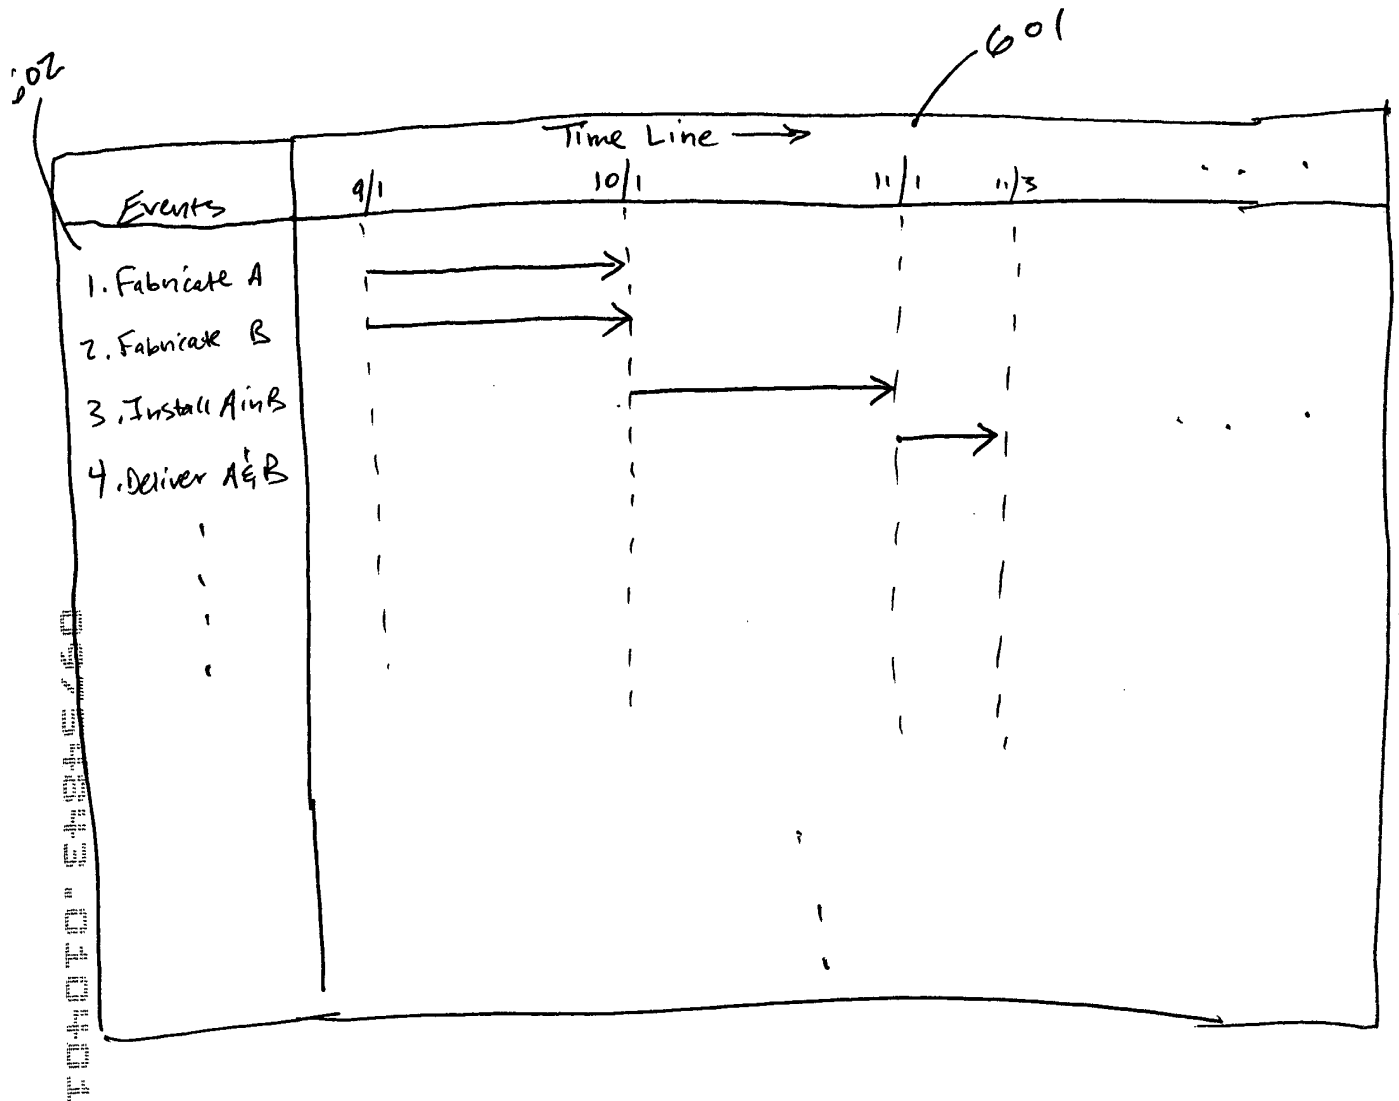 601
Time Line →
Events
9/1 10/1 11/1 11/3
1. Fabricate A
2. Fabricate B
3. Install A in B
4. Deliver A & B